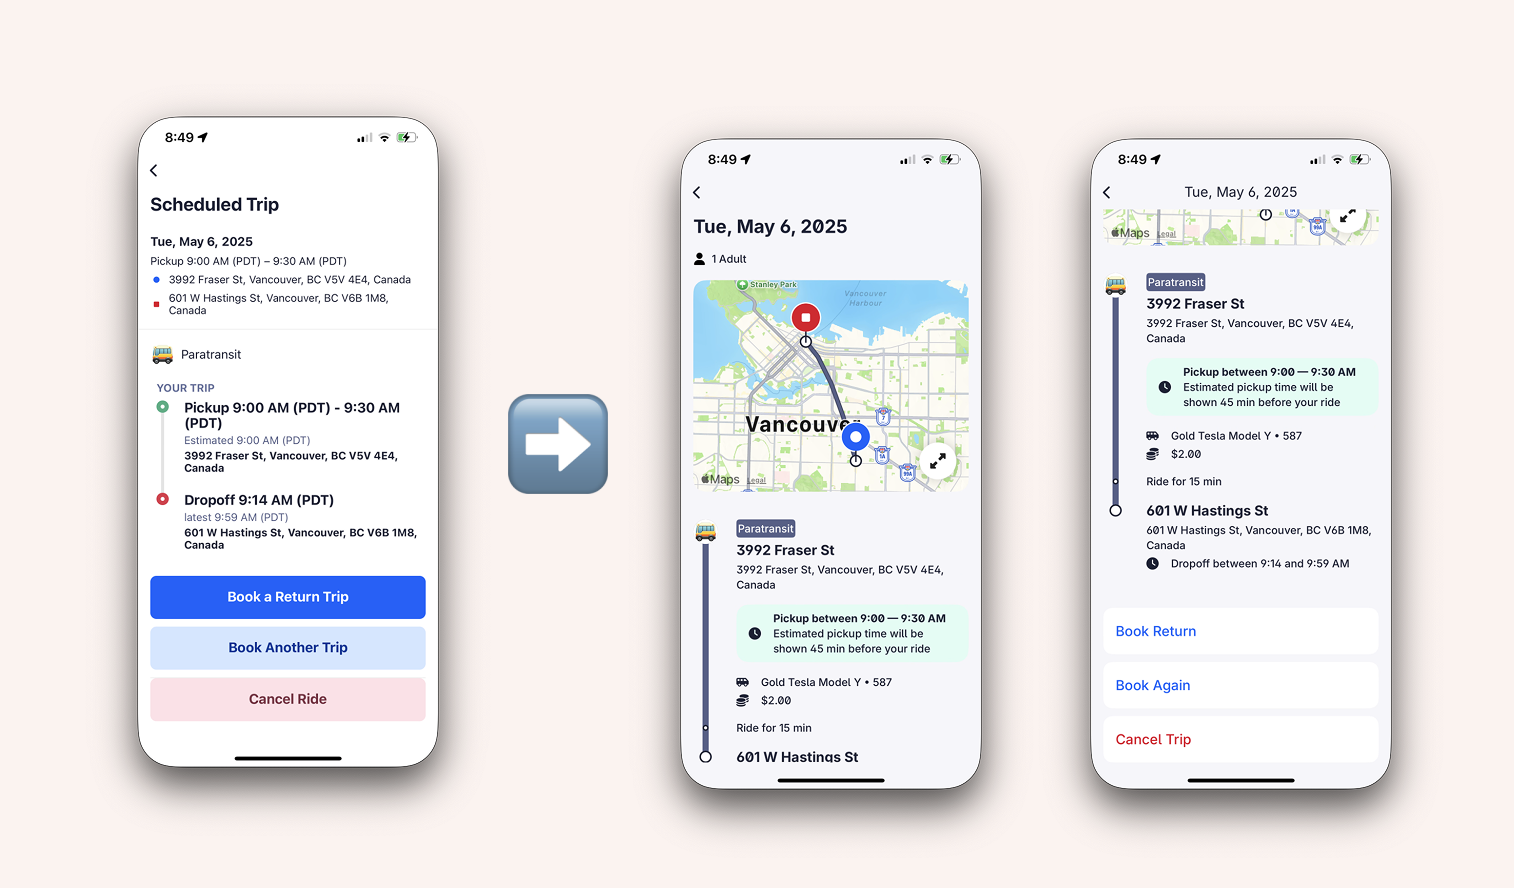 8:49
Scheduled Trip
Tue, May 6, 2025
Pickup 9:00 AM (PDT) – 9:30 AM (PDT)
3992 Fraser St, Vancouver, BC V5V 4E4, Canada
601 W Hastings St, Vancouver, BC V6B 1M8,
Canada
Paratransit
YOUR TRIP
Pickup 9:00 AM (PDT) - 9:30 AM
(PDT)
Estimated 9:00 AM (PDT)
3992 Fraser St, Vancouver, BC V5V 4E4,
Canada
Dropoff 9:14 AM (PDT)
latest 9:59 AM (PDT)
601 W Hastings St, Vancouver, BC V6B 1M8,
Canada
Book a Return Trip
Book Another Trip
Cancel Ride
8:49
Tue, May 6, 2025
1 Adult
Stanley Park
Vancouver
Harbour
Vancouver
7
1A
99A
Maps Legal
Paratransit
3992 Fraser St
3992 Fraser St, Vancouver, BC V5V 4E4,
Canada
Pickup between 9:00 — 9:30 AM
Estimated pickup time will be
shown 45 min before your ride
Gold Tesla Model Y • 587
$2.00
Ride for 15 min
601 W Hastings St
8:49
Tue, May 6, 2025
99A
Maps Legal
Paratransit
3992 Fraser St
3992 Fraser St, Vancouver, BC V5V 4E4,
Canada
Pickup between 9:00 — 9:30 AM
Estimated pickup time will be
shown 45 min before your ride
Gold Tesla Model Y • 587
$2.00
Ride for 15 min
601 W Hastings St
601 W Hastings St, Vancouver, BC V6B 1M8,
Canada
Dropoff between 9:14 and 9:59 AM
Book Return
Book Again
Cancel Trip